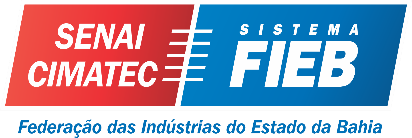 SENAI
CIMATEC
SISTEMA
FIEB
Federação das Indústrias do Estado da Bahia